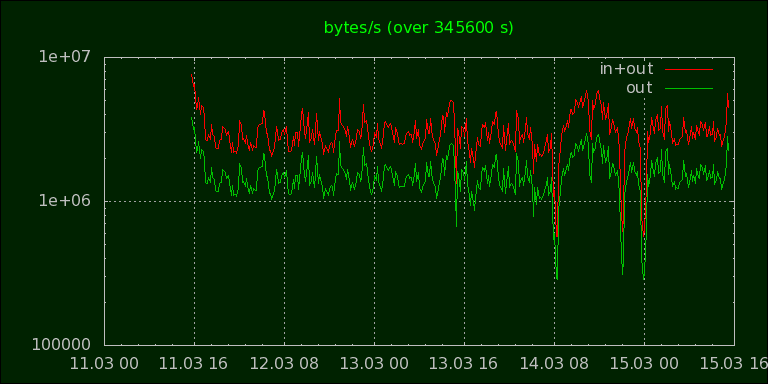 bytes/s (over 345600 s)
1e+07
in+out
out
1e+06
100000
11.03 00 11.03 16 12.03 08 13.03 00 13.03 16 14.03 08 15.03 00 15.03 16